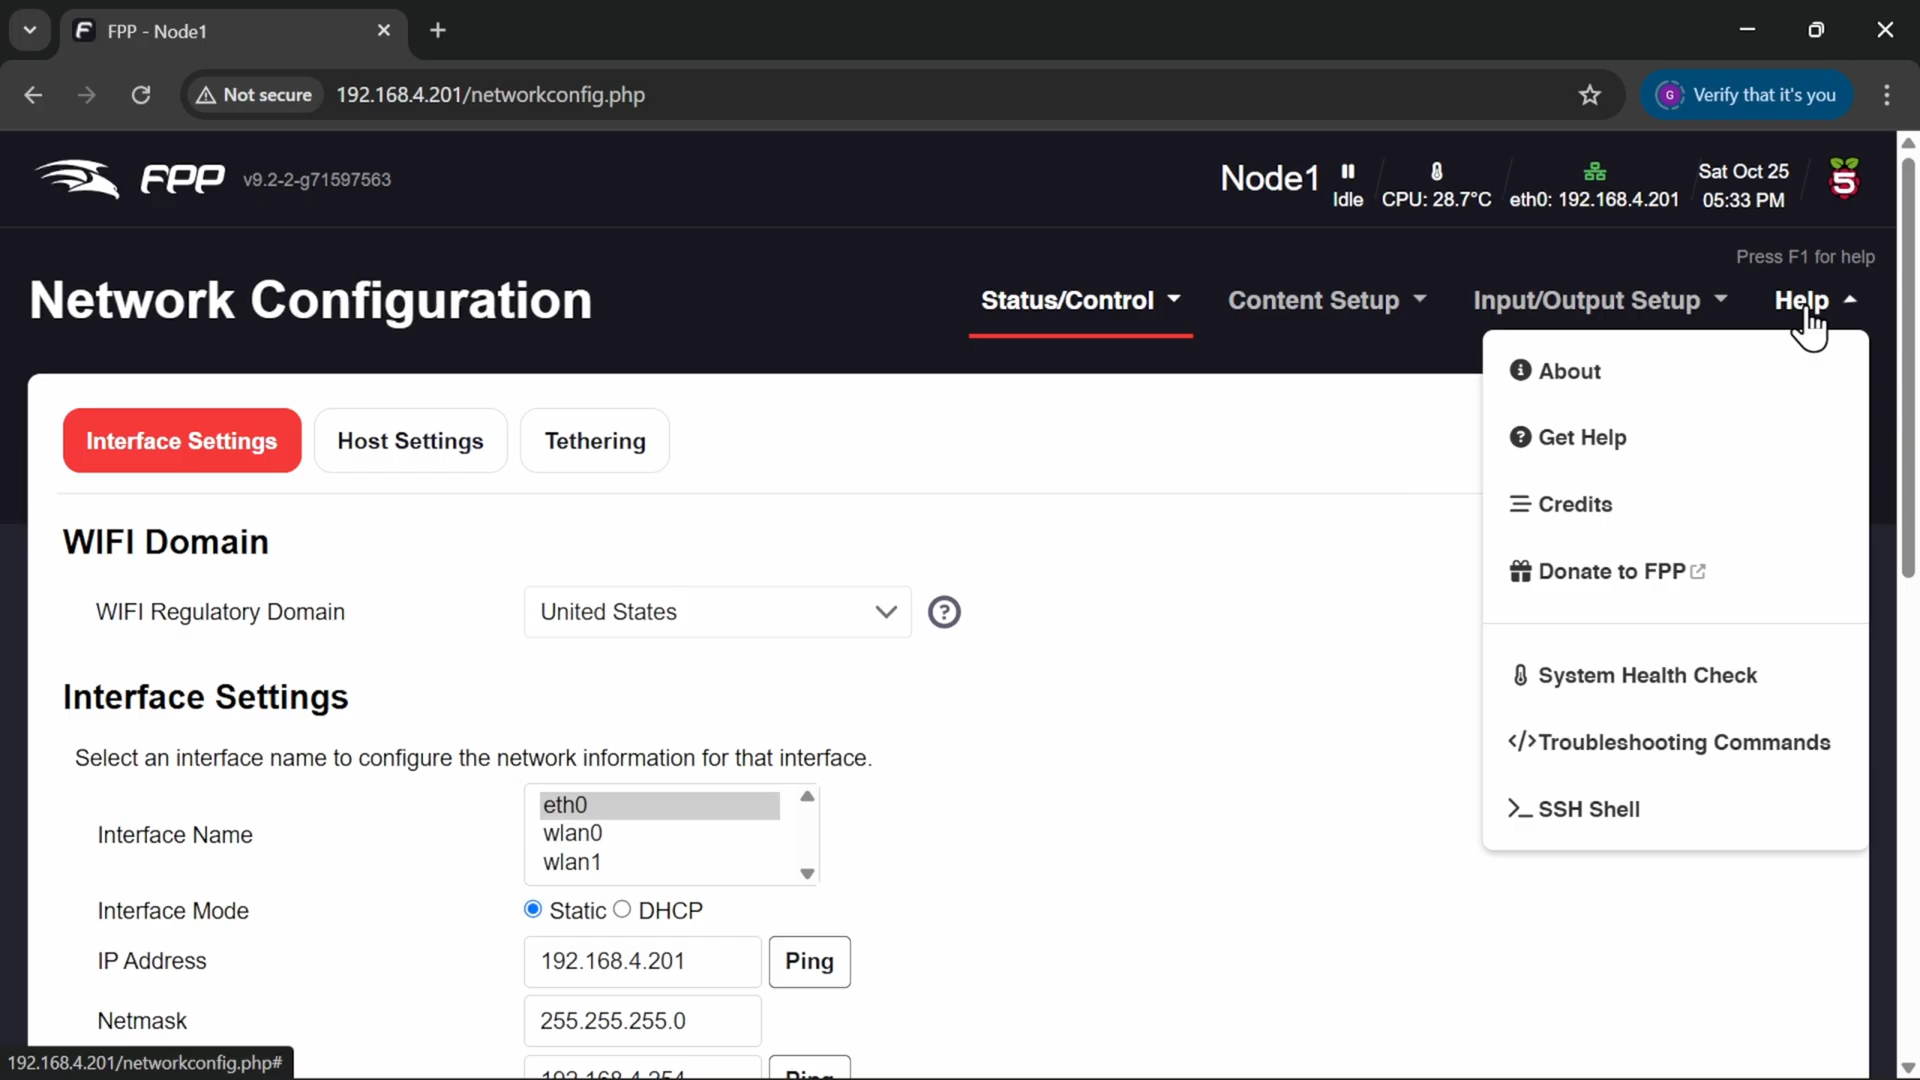 FPP - Node1
Not secure 192.168.4.201/networkconfig.php
G Verify that it's you
FPP v9.2-2-g71597563
Node1 Idle CPU: 28.7°C eth0: 192.168.4.201 Sat Oct 25 05:33 PM 5
Press F1 for help
Network Configuration
Status/Control Content Setup Input/Output Setup Help
About
Get Help
Credits
Donate to FPP
System Health Check
</>Troubleshooting Commands
>_ SSH Shell
Interface Settings Host Settings Tethering
WIFI Domain
WIFI Regulatory Domain United States ?
Interface Settings
Select an interface name to configure the network information for that interface.
Interface Name
eth0
wlan0
wlan1
Interface Mode Static DHCP
IP Address 192.168.4.201 Ping
Netmask 255.255.255.0
192.168.4.254 Ping
192.168.4.201/networkconfig.php#